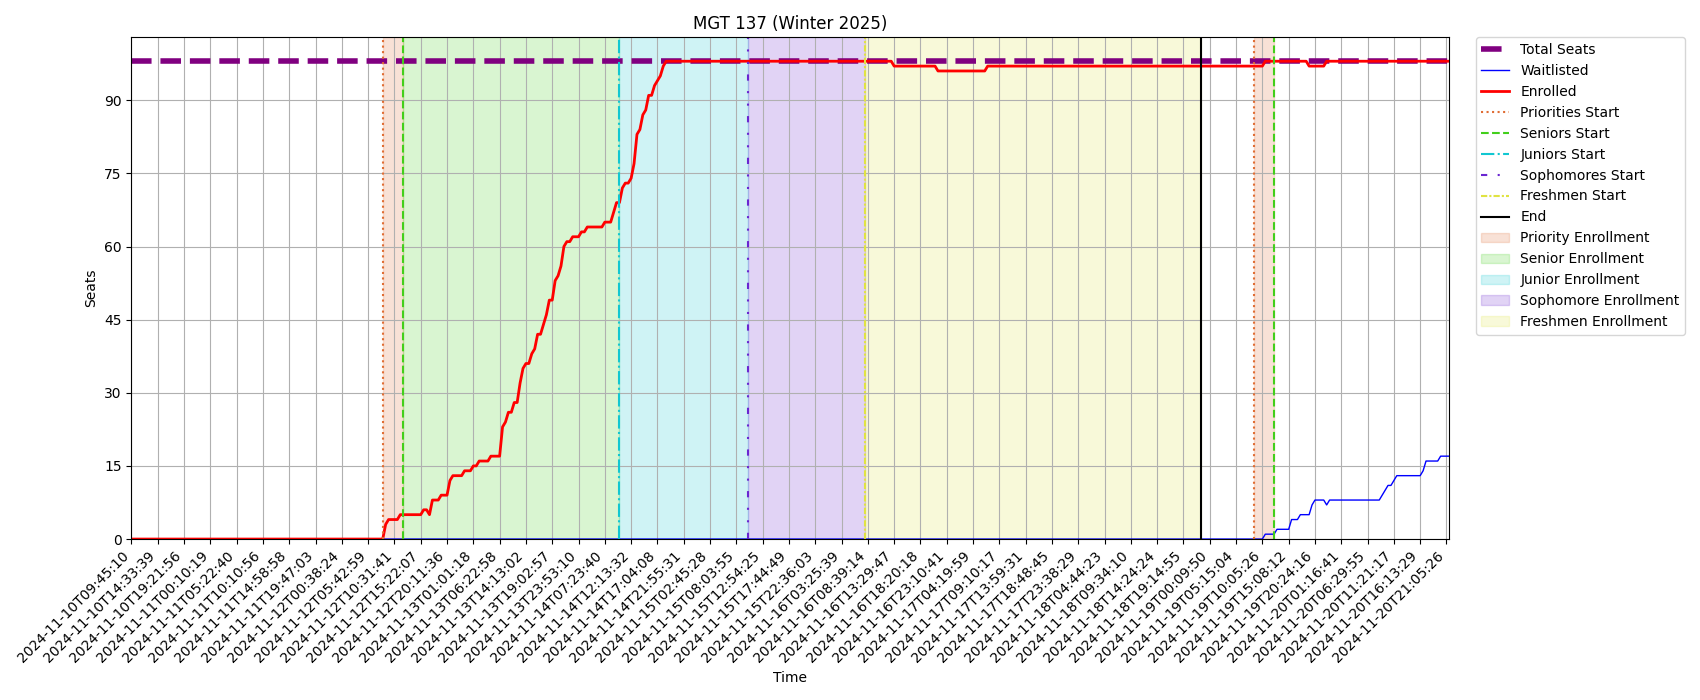 MGT 137 (Winter 2025)
Total Seats
Waitlisted
Enrolled
Priorities Start
Seniors Start
Juniors Start
Sophomores Start
Freshmen Start
End
Priority Enrollment
Senior Enrollment
Junior Enrollment
Sophomore Enrollment
Freshmen Enrollment
Seats
90
75
60
45
30
15
0
2024-11-10T09:45:10
2024-11-10T14:33:39
2024-11-10T19:21:56
2024-11-11T00:10:19
2024-11-11T05:22:40
2024-11-11T10:10:56
2024-11-11T14:58:58
2024-11-11T19:47:03
2024-11-12T00:38:24
2024-11-12T05:42:59
2024-11-12T10:31:41
2024-11-12T15:22:07
2024-11-12T20:11:36
2024-11-13T01:01:18
2024-11-13T06:22:58
2024-11-13T14:13:02
2024-11-13T19:02:57
2024-11-13T23:53:10
2024-11-14T07:23:40
2024-11-14T12:13:32
2024-11-14T17:04:08
2024-11-14T21:55:31
2024-11-15T02:45:28
2024-11-15T08:03:55
2024-11-15T12:54:25
2024-11-15T17:44:49
2024-11-15T22:36:03
2024-11-16T03:25:39
2024-11-16T08:39:14
2024-11-16T13:29:47
2024-11-16T18:20:18
2024-11-16T23:10:41
2024-11-17T04:19:59
2024-11-17T09:10:17
2024-11-17T13:59:31
2024-11-17T18:48:45
2024-11-17T23:38:29
2024-11-18T04:44:23
2024-11-18T09:34:10
2024-11-18T14:24:24
2024-11-18T19:14:55
2024-11-19T00:09:50
2024-11-19T05:15:04
2024-11-19T10:05:26
2024-11-19T15:08:12
2024-11-19T20:24:16
2024-11-20T01:16:41
2024-11-20T06:29:55
2024-11-20T11:21:17
2024-11-20T16:13:29
2024-11-20T21:05:26
Time